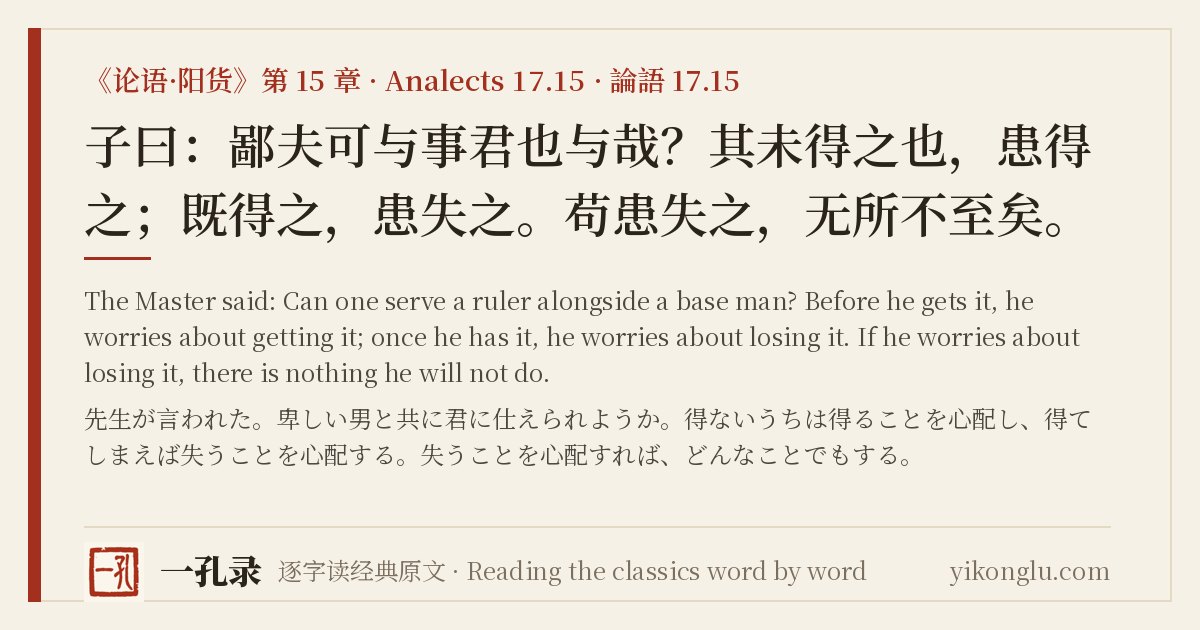 《论语·阳货》第 15 章 · Analects 17.15 · 論語 17.15
子曰：鄙夫可与事君也与哉？其未得之也，患得
之；既得之，患失之。苟患失之，无所不至矣。
The Master said: Can one serve a ruler alongside a base man? Before he gets it, he
worries about getting it; once he has it, he worries about losing it. If he worries about
losing it, there is nothing he will not do.
先生が言われた。卑しい男と共に君に仕えられようか。得ないうちは得ることを心配し、得て
しまえば失うことを心配する。失うことを心配すれば、どんなことでもする。
一孔
一孔录 逐字读经典原文 · Reading the classics word by word yikonglu.com